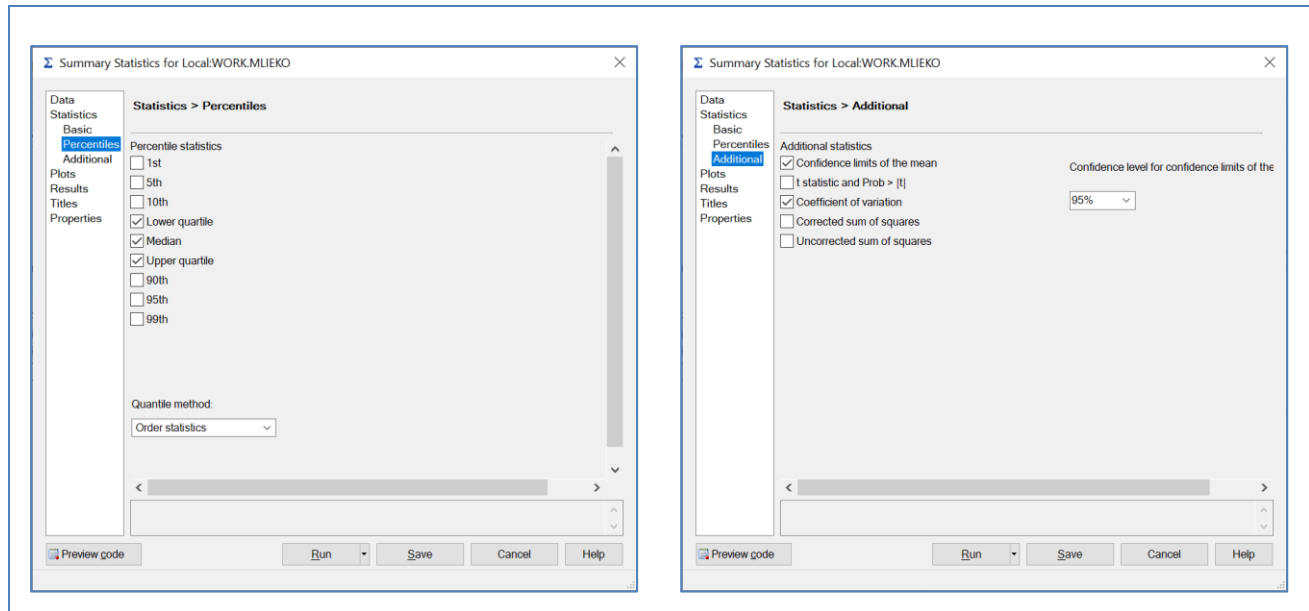 Summary Statistics for Local:WORK.MLIEKO
Data
Statistics
Basic
Percentiles
Additional
Plots
Results
Titles
Properties
Statistics > Percentiles
Percentile statistics
1st
5th
10th
Lower quartile
Median
Upper quartile
90th
95th
99th
Quantile method:
Order statistics
Preview code
Run
Save
Cancel
Help
Summary Statistics for Local:WORK.MLIEKO
Data
Statistics
Basic
Percentiles
Additional
Plots
Results
Titles
Properties
Statistics > Additional
Additional statistics
Confidence limits of the mean
t statistic and Prob > |t|
Coefficient of variation
Corrected sum of squares
Uncorrected sum of squares
Confidence level for confidence limits of the
95%
Preview code
Run
Save
Cancel
Help